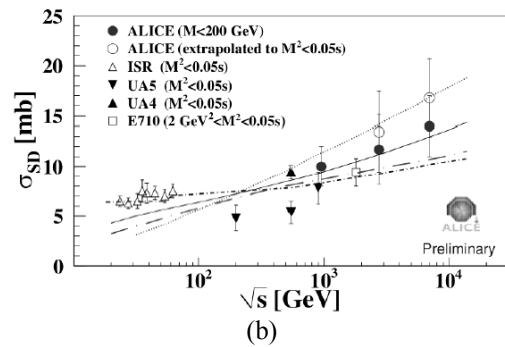 σSD [mb]
25
20
15
10
5
0
● ALICE (M<200 GeV)
○ ALICE (extrapolated to M²<0.05s)
△ ISR (M²<0.05s)
▼ UA5 (M²<0.05s)
▲ UA4 (M²<0.05s)
□ E710 (2 GeV²<M²<0.05s)
ALICE
Preliminary
10² 10³ 10⁴
√s [GeV]
(b)